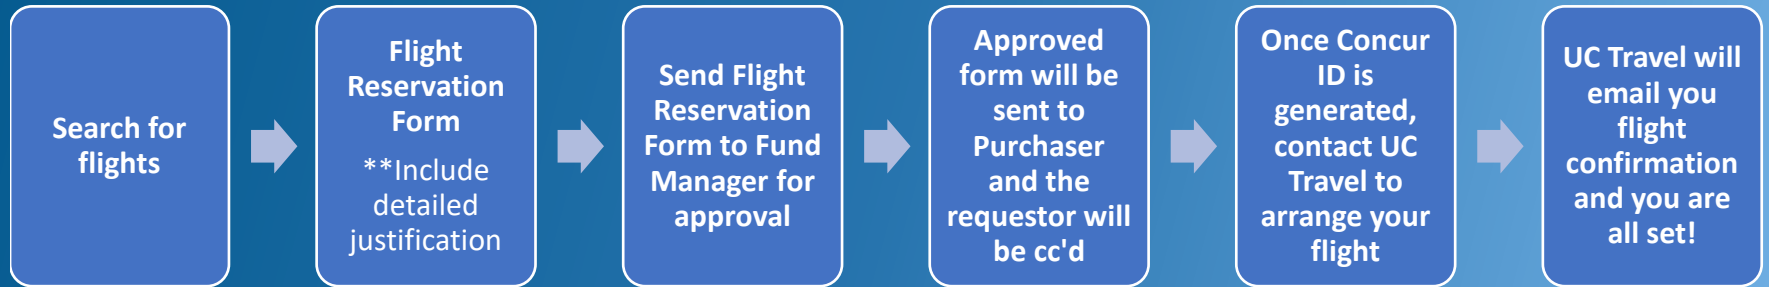 Search for
flights
Flight
Reservation
Form
**Include
detailed
justification
Send Flight
Reservation
Form to Fund
Manager for
approval
Approved
form will be
sent to
Purchaser
and the
requestor will
be cc'd
Once Concur
ID is
generated,
contact UC
Travel to
arrange your
flight
UC Travel will
email you
flight
confirmation
and you are
all set!